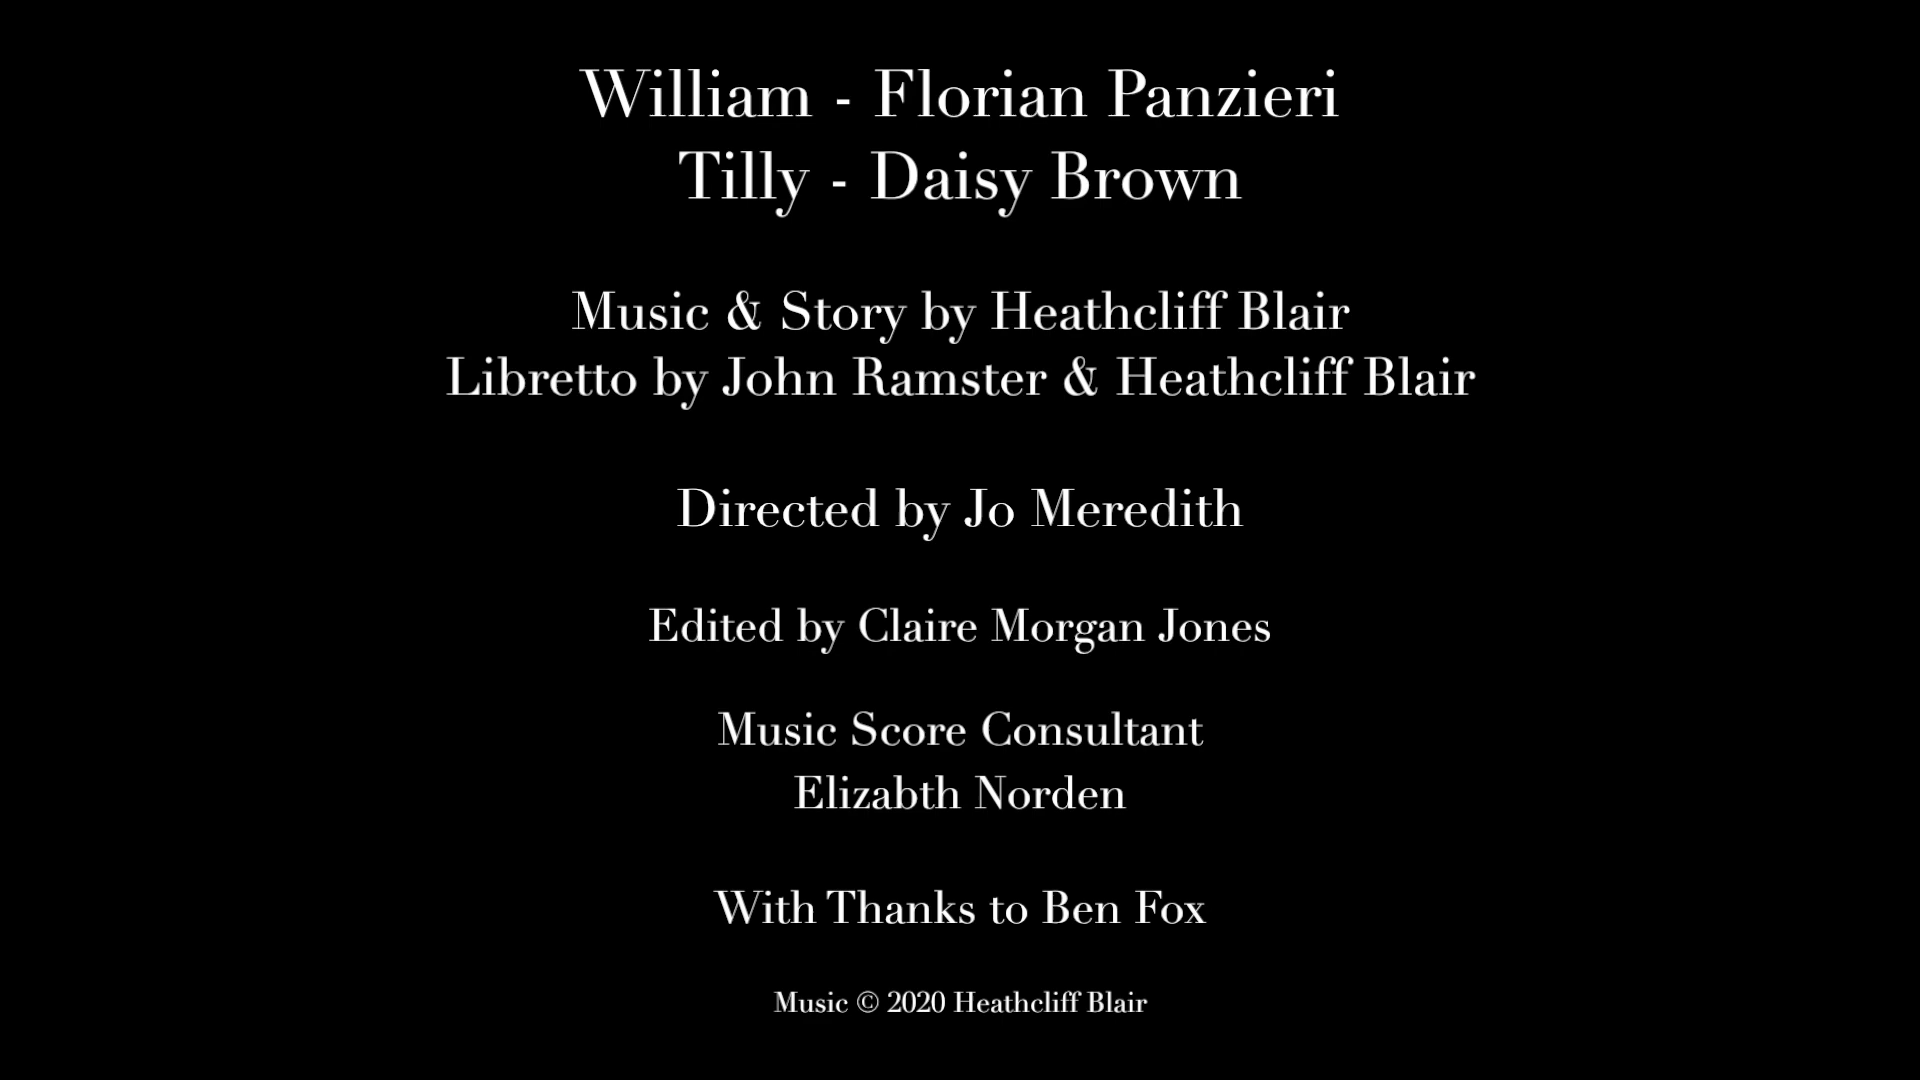 William - Florian Panzieri
Tilly - Daisy Brown
Music & Story by Heathcliff Blair
Libretto by John Ramster & Heathcliff Blair
Directed by Jo Meredith
Edited by Claire Morgan Jones
Music Score Consultant
Elizabth Norden
With Thanks to Ben Fox
Music © 2020 Heathcliff Blair